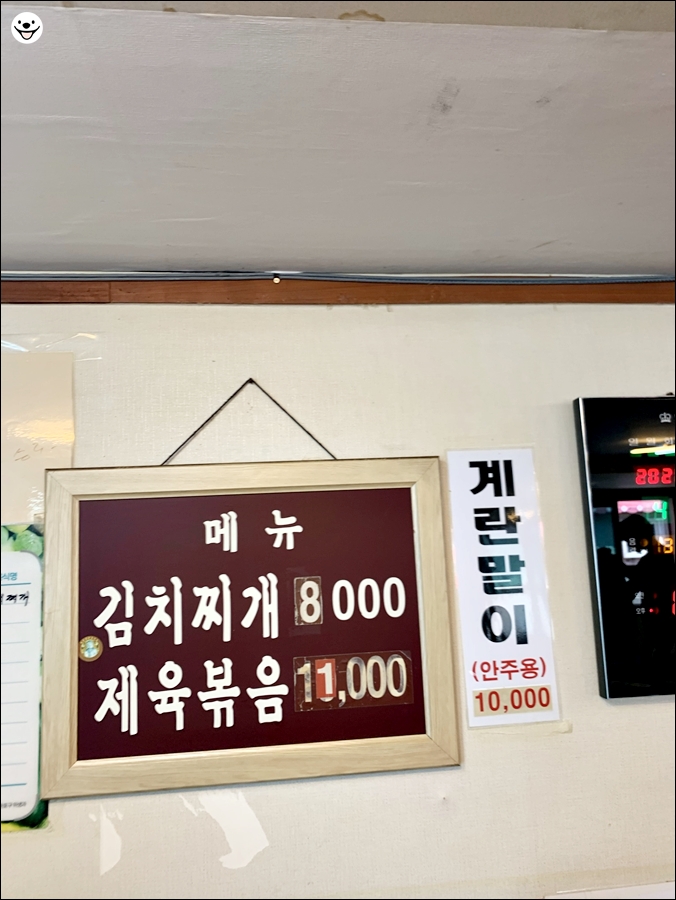 메뉴
김치찌개 8000
제육볶음 11,000
계란말이
(안주용)
10,000